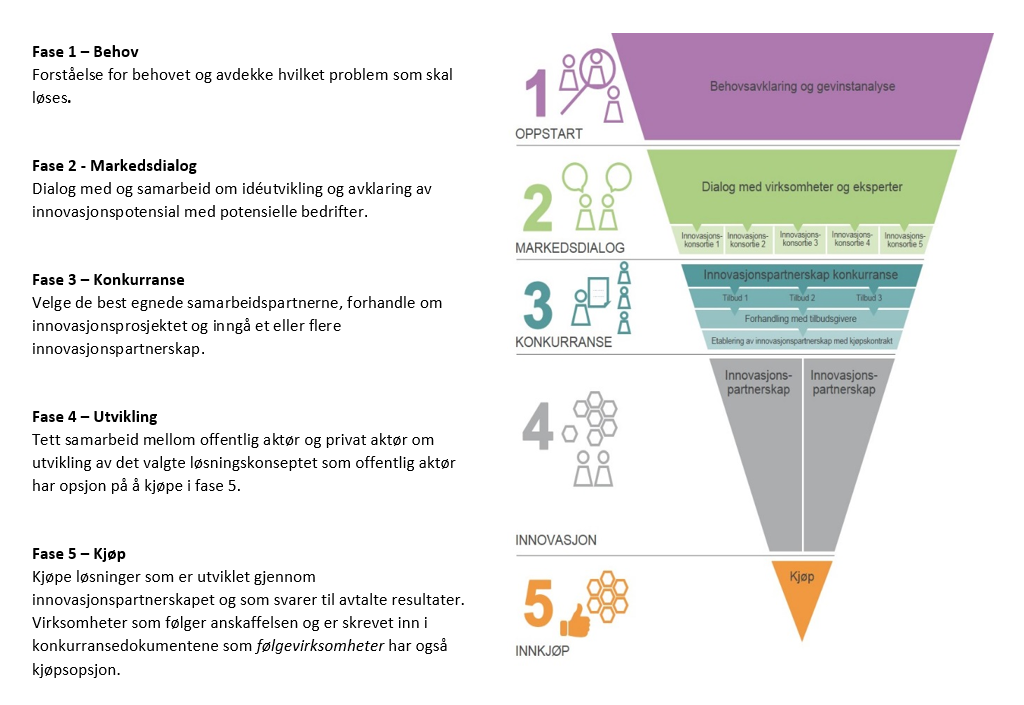 Fase 1 – Behov
Forståelse for behovet og avdekke hvilket problem som skal
løses.
Fase 2 - Markedsdialog
Dialog med og samarbeid om idéutvikling og avklaring av
innovasjonspotensial med potensielle bedrifter.
Fase 3 – Konkurranse
Velge de best egnede samarbeidspartnerne, forhandle om
innovasjonsprosjektet og inngå et eller flere
innovasjonspartnerskap.
Fase 4 – Utvikling
Tett samarbeid mellom offentlig aktør og privat aktør om
utvikling av det valgte løsningskonseptet som offentlig aktør
har opsjon på å kjøpe i fase 5.
Fase 5 – Kjøp
Kjøpe løsninger som er utviklet gjennom
innovasjonspartnerskapet og som svarer til avtalte resultater.
Virksomheter som følger anskaffelsen og er skrevet inn i
konkurransedokumentene som følgevirksomheter har også
kjøpsopsjon.
1
OPPSTART
Behovsavklaring og gevinstanalyse
2
MARKEDSDIALOG
Dialog med virksomheter og eksperter
Innovasjons-
konsortie 1
Innovasjons-
konsortie 2
Innovasjons-
konsortie 3
Innovasjons-
konsortie 4
Innovasjons-
konsortie 5
3
KONKURRANSE
Innovasjonspartnerskap konkurranse
Tilbud 1
Tilbud 2
Tilbud 3
Forhandling med tilbudsgivere
Etablering av innovasjonspartnerskap med kjøpskontrakt
4
INNOVASJON
Innovasjons-
partnerskap
Innovasjons-
partnerskap
5
INNKJØP
Kjøp